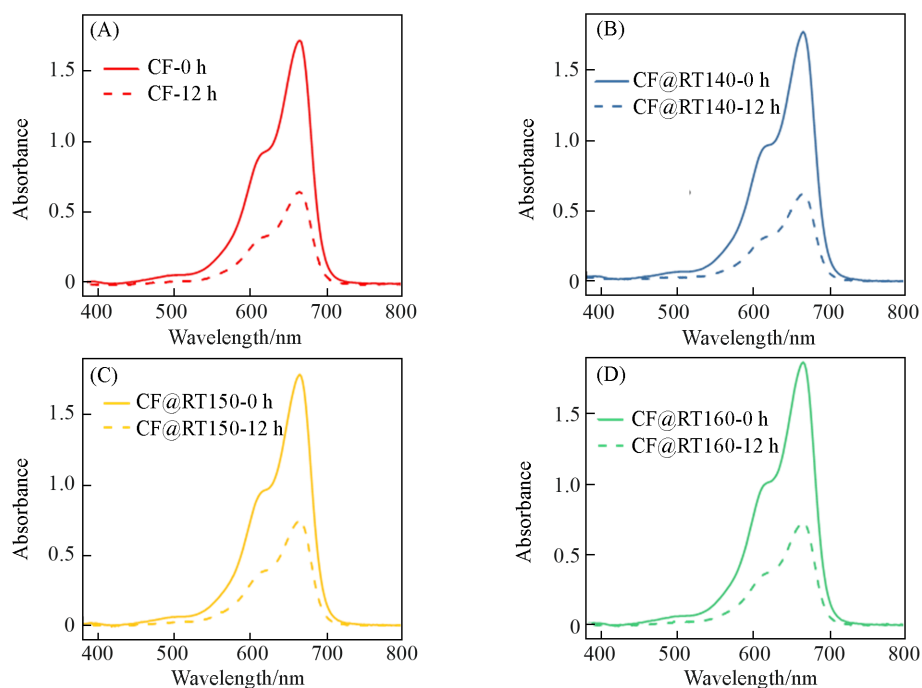 (A)
CF-0 h
CF-12 h
1.5
1.0
0.5
0
Absorbance
400 500 600 700 800
Wavelength/nm
(B)
CF@RT140-0 h
CF@RT140-12 h
1.5
1.0
0.5
0
Absorbance
400 500 600 700 800
Wavelength/nm
(C)
CF@RT150-0 h
CF@RT150-12 h
1.5
1.0
0.5
0
Absorbance
400 500 600 700 800
Wavelength/nm
(D)
CF@RT160-0 h
CF@RT160-12 h
1.5
1.0
0.5
0
Absorbance
400 500 600 700 800
Wavelength/nm